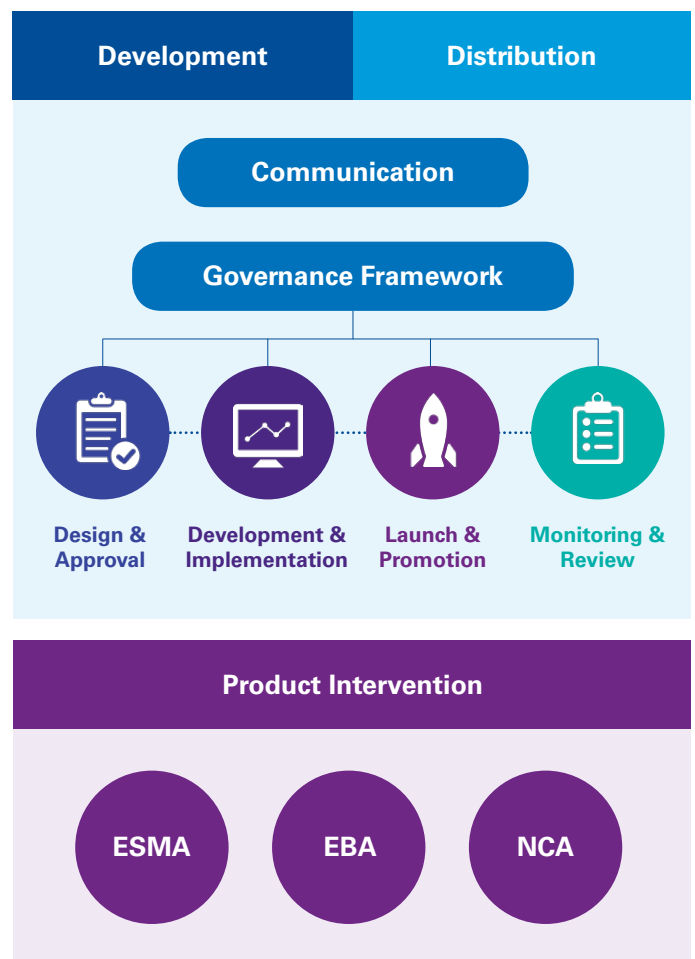 Development
Distribution
Communication
Governance Framework
Design &
Approval
Development &
Implementation
Launch &
Promotion
Monitoring &
Review
Product Intervention
ESMA
EBA
NCA